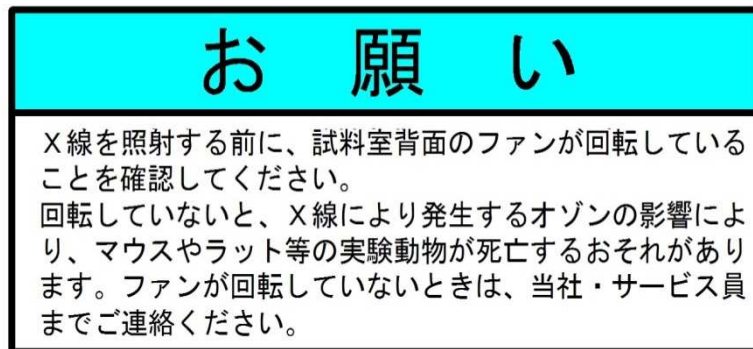 お願い
X線を照射する前に、試料室背面のファンが回転している
ことを確認してください。
回転していないと、X線により発生するオゾンの影響によ
り、マウスやラット等の実験動物が死亡するおそれがあり
ます。ファンが回転していないときは、当社・サービス員
までご連絡ください。